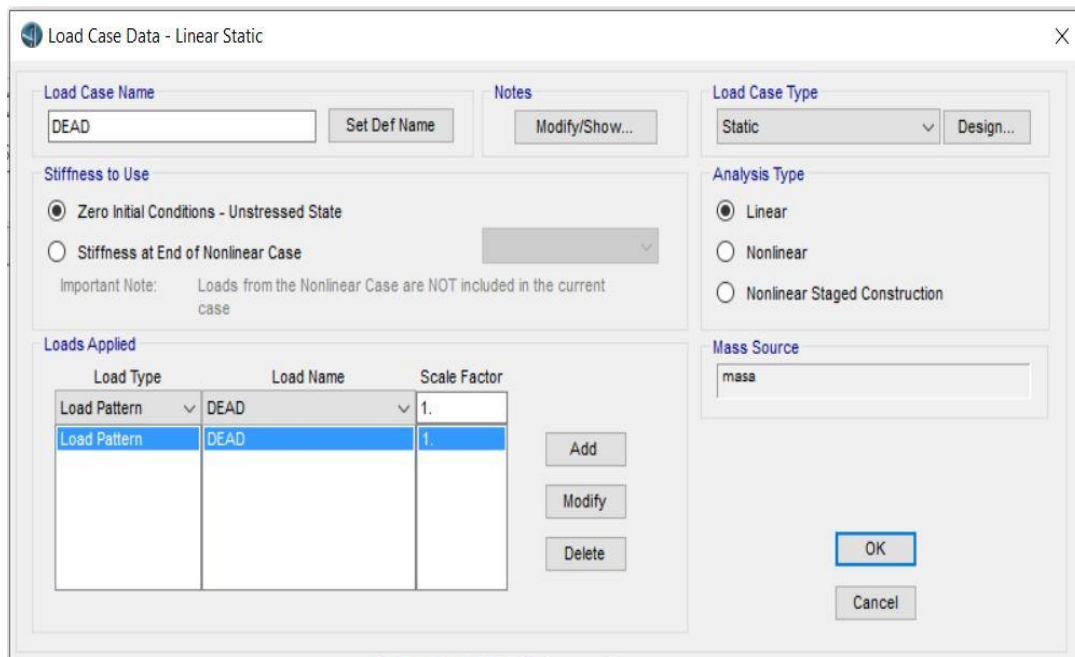 Load Case Data - Linear Static
Load Case Name
DEAD
Set Def Name
Notes
Modify/Show...
Load Case Type
Static
Design...
Stiffness to Use
Zero Initial Conditions - Unstressed State
Stiffness at End of Nonlinear Case
Important Note: Loads from the Nonlinear Case are NOT included in the current
case
Analysis Type
Linear
Nonlinear
Nonlinear Staged Construction
Loads Applied
Load Type Load Name Scale Factor
Load Pattern DEAD 1.
Load Pattern DEAD 1.
Add
Modify
Delete
Mass Source
masa
OK
Cancel